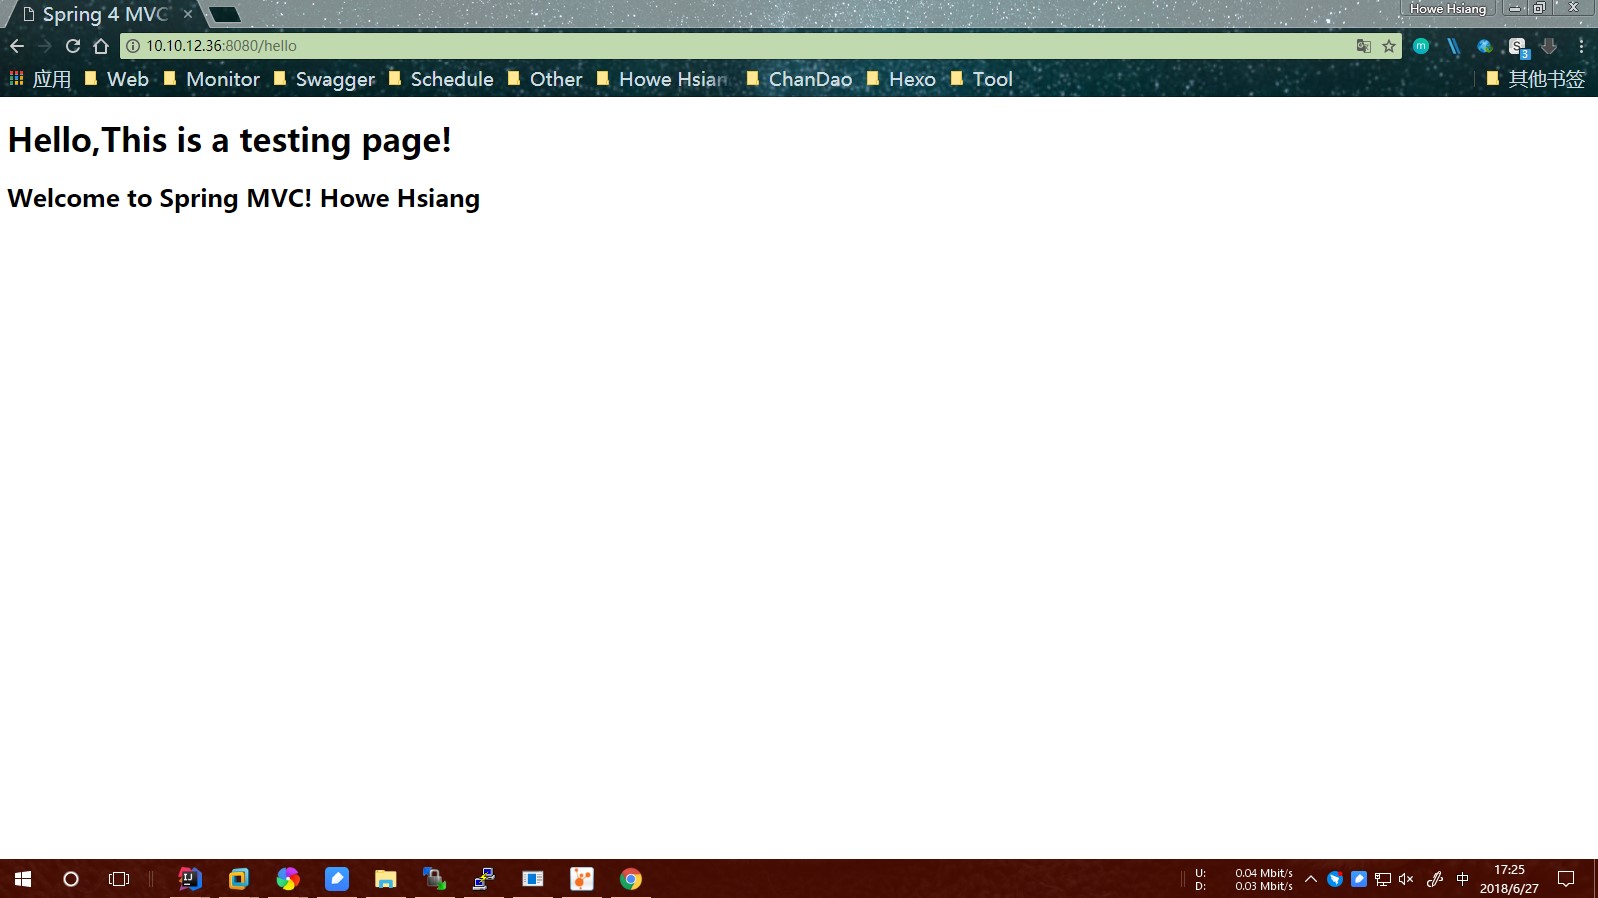 Spring 4 MVC
Howe Hsiang
10.10.12.36:8080/hello
S
3
应用 Web Monitor Swagger Schedule Other Howe Hsian ChanDao Hexo Tool 其他书签
Hello,This is a testing page!
Welcome to Spring MVC! Howe Hsiang
IJ
U: 0.04 Mbit/s
D: 0.03 Mbit/s
中
17:25
2018/6/27